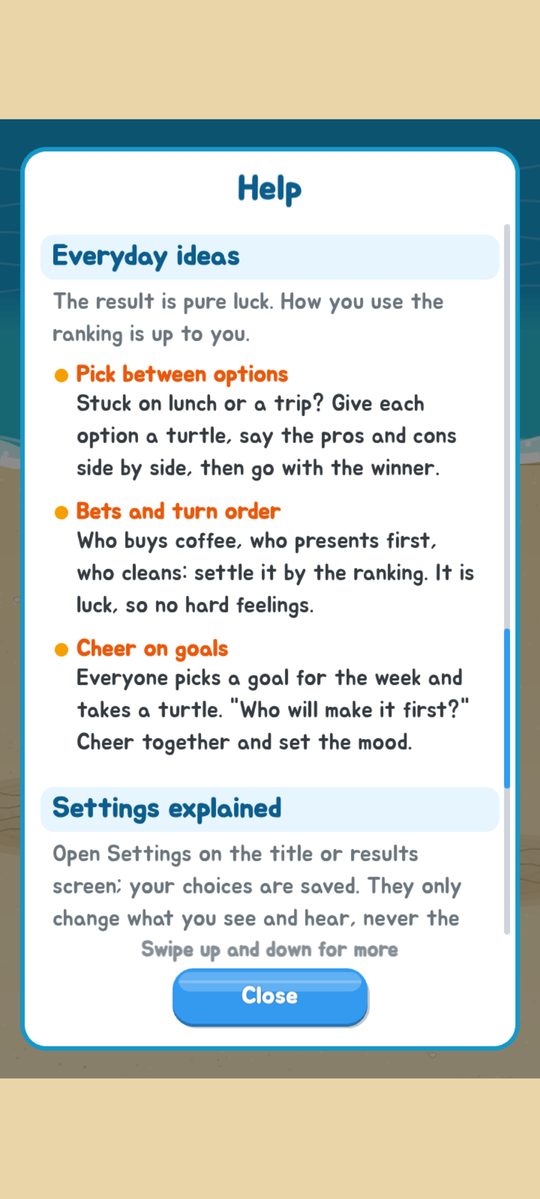 Help
Everyday ideas
The result is pure luck. How you use the
ranking is up to you.
Pick between options
Stuck on lunch or a trip? Give each
option a turtle, say the pros and cons
side by side, then go with the winner.
Bets and turn order
Who buys coffee, who presents first,
who cleans: settle it by the ranking. It is
luck, so no hard feelings.
Cheer on goals
Everyone picks a goal for the week and
takes a turtle. "Who will make it first?"
Cheer together and set the mood.
Settings explained
Open Settings on the title or results
screen; your choices are saved. They only
change what you see and hear, never the
Swipe up and down for more
Close